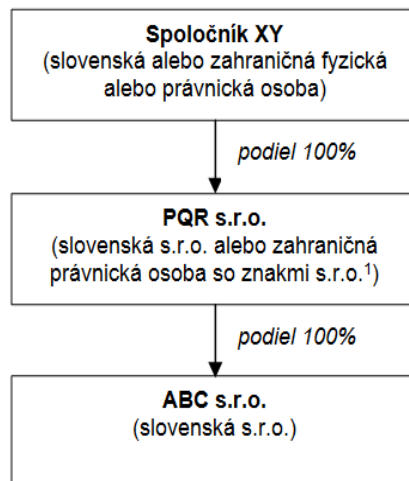 Spoločník XY
(slovenská alebo zahraničná fyzická
alebo právnická osoba)
podiel 100%
PQR s.r.o.
(slovenská s.r.o. alebo zahraničná
právnická osoba so znakmi s.r.o.¹)
podiel 100%
ABC s.r.o.
(slovenská s.r.o.)